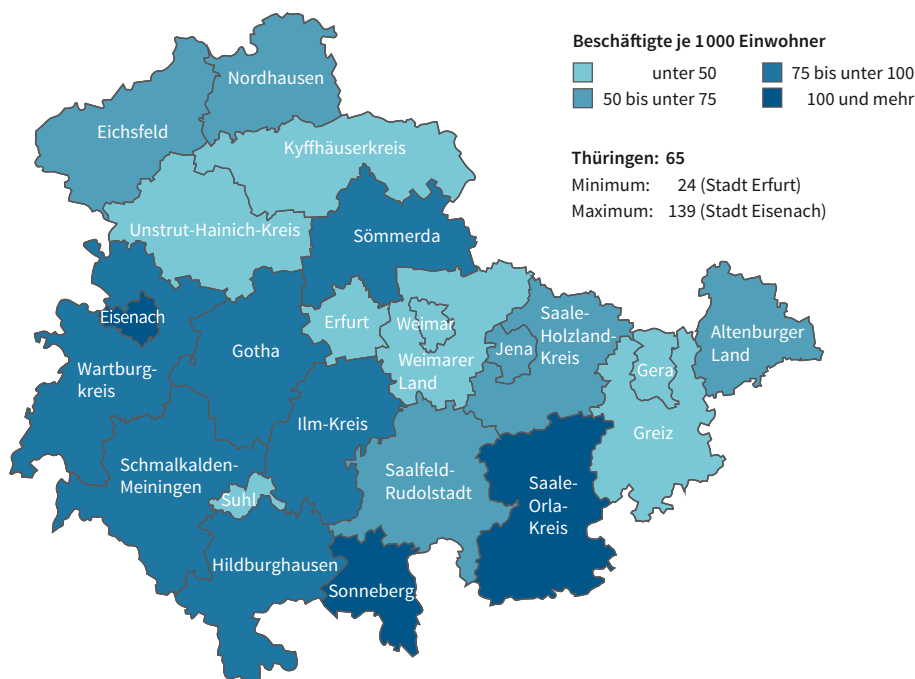 Beschäftigte je 1000 Einwohner
unter 50
75 bis unter 100
50 bis unter 75
100 und mehr
Thüringen: 65
Minimum: 24 (Stadt Erfurt)
Maximum: 139 (Stadt Eisenach)
Nordhausen
Eichsfeld
Kyffhäuserkreis
Unstrut-Hainich-Kreis
Sömmerda
Eisenach
Erfurt
Weimar
Saale-
Holzland-
Kreis
Altenburger
Land
Gotha
Jena
Weimarer
Land
Wartburg-
kreis
Gera
Ilm-Kreis
Greiz
Schmalkalden-
Meiningen
Saalfeld-
Rudolstadt
Suhl
Saale-
Orla-
Kreis
Hildburghausen
Sonneberg